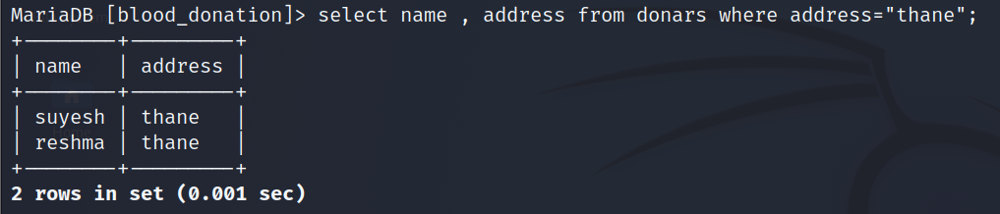 MariaDB [blood_donation]> select name , address from donars where address="thane";
+--------+---------+
| name   | address |
+--------+---------+
| suyesh | thane   |
| reshma | thane   |
+--------+---------+
2 rows in set (0.001 sec)